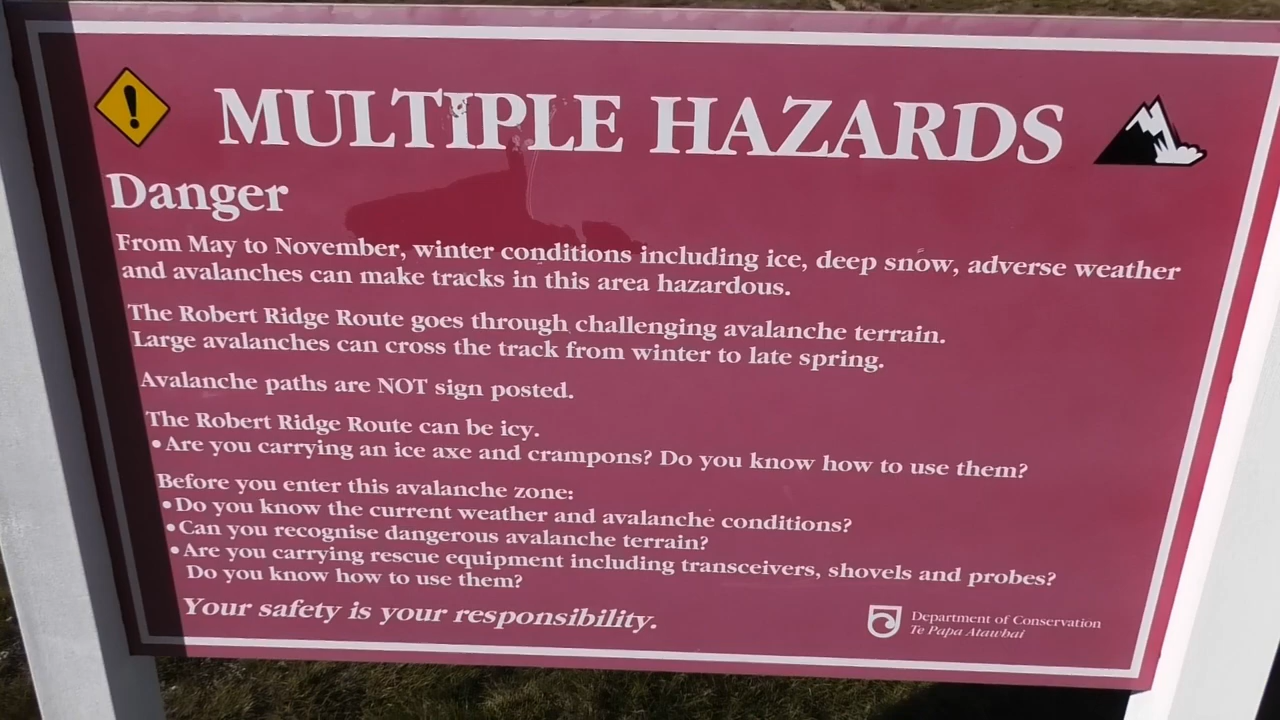 MULTIPLE HAZARDS
Danger
From May to November, winter conditions including ice, deep snow, adverse weather
and avalanches can make tracks in this area hazardous.
The Robert Ridge Route goes through challenging avalanche terrain.
Large avalanches can cross the track from winter to late spring.
Avalanche paths are NOT sign posted.
The Robert Ridge Route can be icy.
• Are you carrying an ice axe and crampons? Do you know how to use them?
Before you enter this avalanche zone:
• Do you know the current weather and avalanche conditions?
• Can you recognise dangerous avalanche terrain?
• Are you carrying rescue equipment including transceivers, shovels and probes?
Do you know how to use them?
Your safety is your responsibility.
Department of Conservation
Te Papa Atawhai